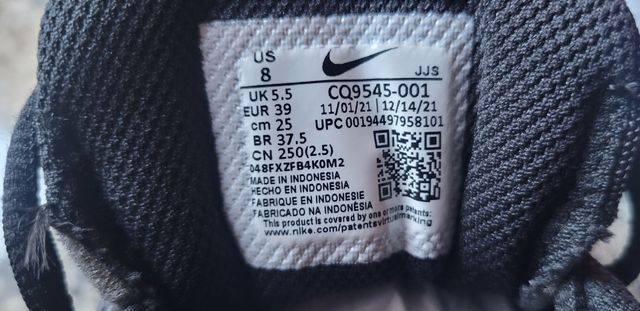 US
8
JJS
UK 5.5
CQ9545-001
EUR 39
11/01/21 | 12/14/21
cm 25
UPC 00194497958101
BR 37.5
CN 250(2.5)
048FXZFB4K0M2
MADE IN INDONESIA
HECHO EN INDONESIA
FABRIQUE EN INDONESIE
FABRICADO NA INDONÉSIA
This product is covered by one or more patents:
www.nike.com/patentsvirtualmarking